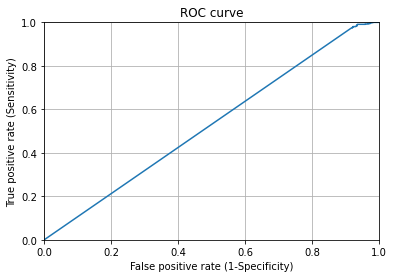 ROC curve
True positive rate (Sensitivity)
1.0
0.8
0.6
0.4
0.2
0.0
0.0 0.2 0.4 0.6 0.8 1.0
False positive rate (1-Specificity)